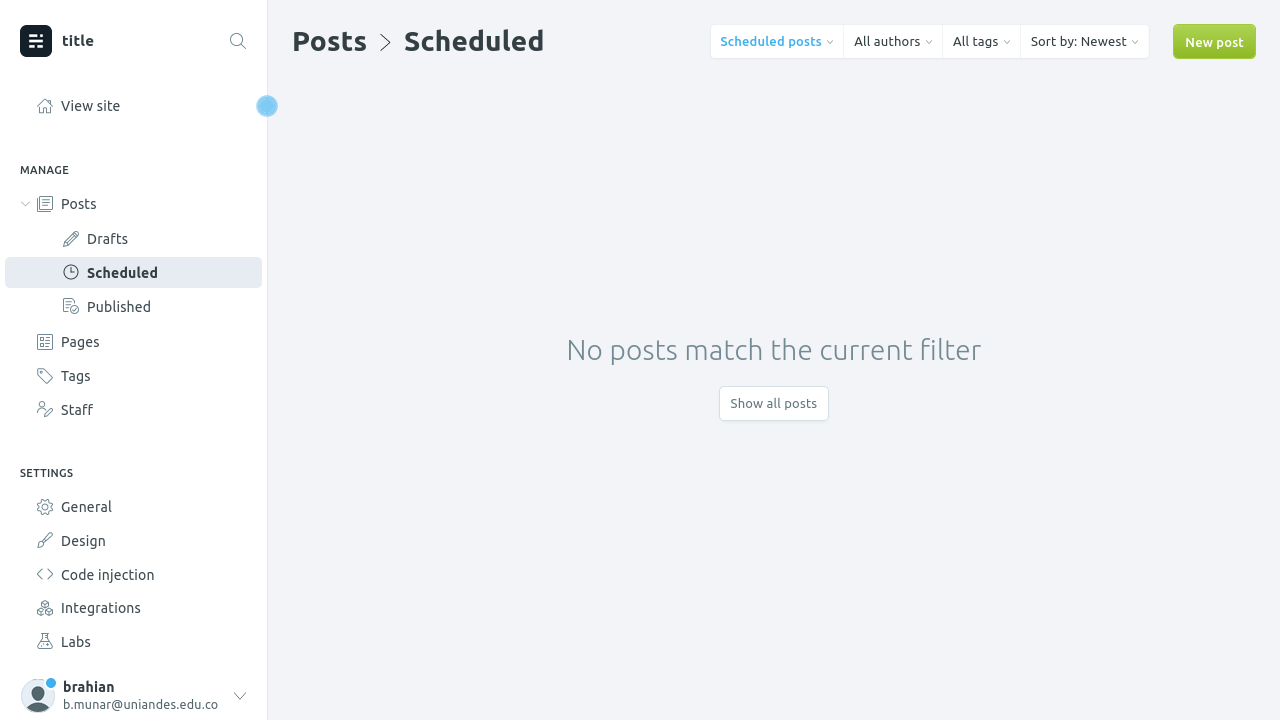 title
View site
MANAGE
Posts
Drafts
Scheduled
Published
Pages
Tags
Staff
SETTINGS
General
Design
Code injection
Integrations
Labs
brahian
b.munar@uniandes.edu.co
Posts Scheduled
Scheduled posts All authors All tags Sort by: Newest New post
No posts match the current filter
Show all posts